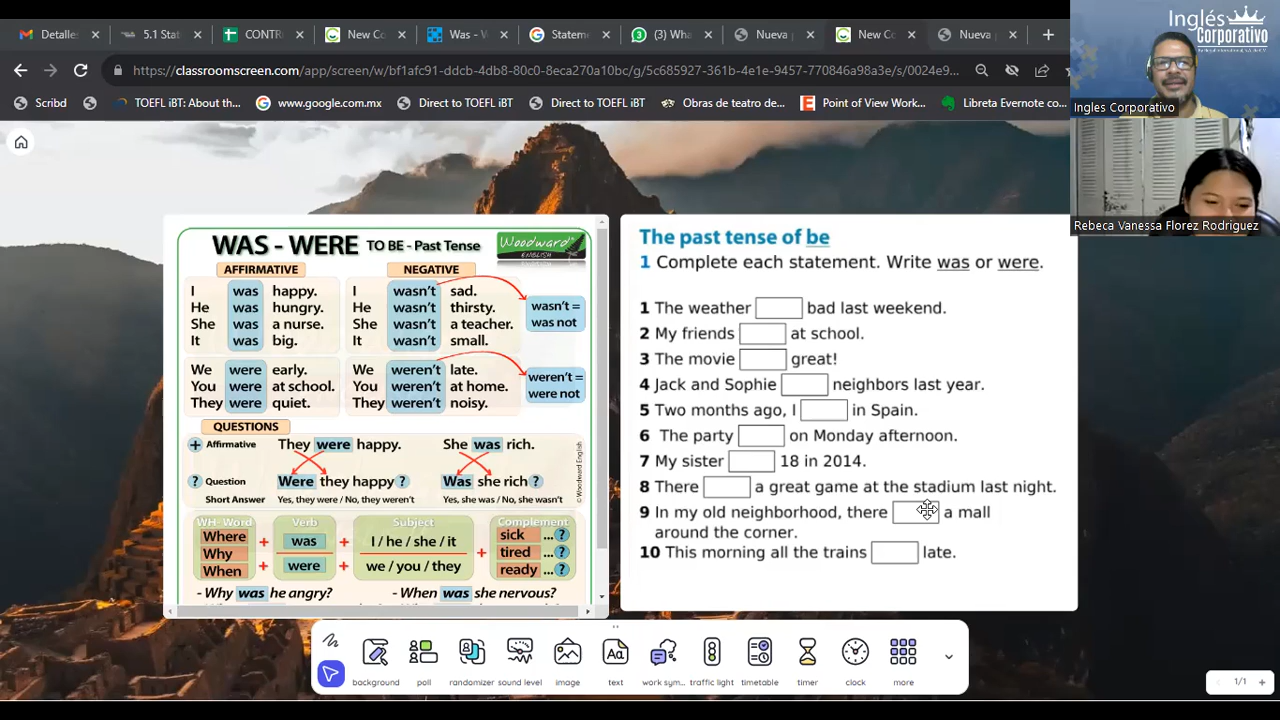 Detalles
5.1 Stat
CONTR
New Co
Was - W
Stateme
(3) Wha
Nueva p
New Co
Nueva p
https://classroomscreen.com/app/screen/w/bf1afc91-ddde-4db8-80c0-8eca270a10bc/g/5c685927-361b-4e1e-9457-770846a98a3e/s/0024e9...
Scribd
TOEFL iBT: About th...
www.google.com.mx
Direct to TOEFL iBT
Direct to TOEFL iBT
Obras de teatro de...
Point of View Work...
Libreta Evernote co...
Inglés
Corporativo
Ingles Corporativo
Rebeca Vanessa Florez Rodriguez
WAS - WERE TO BE - Past Tense
Woodward
ENGLISH
AFFIRMATIVE
I was happy.
He was hungry.
She was a nurse.
It was big.
We were early.
You were at school.
They were quiet.
NEGATIVE
I wasn't sad.
He wasn't thirsty.
She wasn't a teacher.
It wasn't small.
We weren't late.
You weren't at home.
They weren't noisy.
wasn't =
was not
weren't =
were not
QUESTIONS
+ Affirmative They were happy. She was rich.
? Question Were they happy ? Was she rich ?
Short Answer Yes, they were / No, they weren't Yes, she was / No, she wasn't
© Woodward English
WH- Word Verb Subject Complement
Where + was + I / he / she / it + sick ...?
Why tired ...?
When + were + we / you / they ready ...?
- Why was he angry? - When was she nervous?
The past tense of be
1 Complete each statement. Write was or were.
1 The weather bad last weekend.
2 My friends at school.
3 The movie great!
4 Jack and Sophie neighbors last year.
5 Two months ago, I in Spain.
6 The party on Monday afternoon.
7 My sister 18 in 2014.
8 There a great game at the stadium last night.
9 In my old neighborhood, there a mall
around the corner.
10 This morning all the trains late.
background
poll
randomizer
sound level
image
Aa
text
work sym...
traffic light
timetable
timer
clock
more
1/1